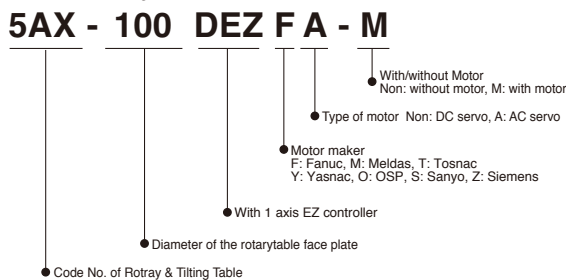 5AX - 100 DEZ F A - M
With/without Motor
Non: without motor, M: with motor
Type of motor Non: DC servo, A: AC servo
Motor maker
F: Fanuc, M: Meldas, T: Tosnac
Y: Yasnac, O: OSP, S: Sanyo, Z: Siemens
With 1 axis EZ controller
Diameter of the rotarytable face plate
Code No. of Rotray & Tilting Table